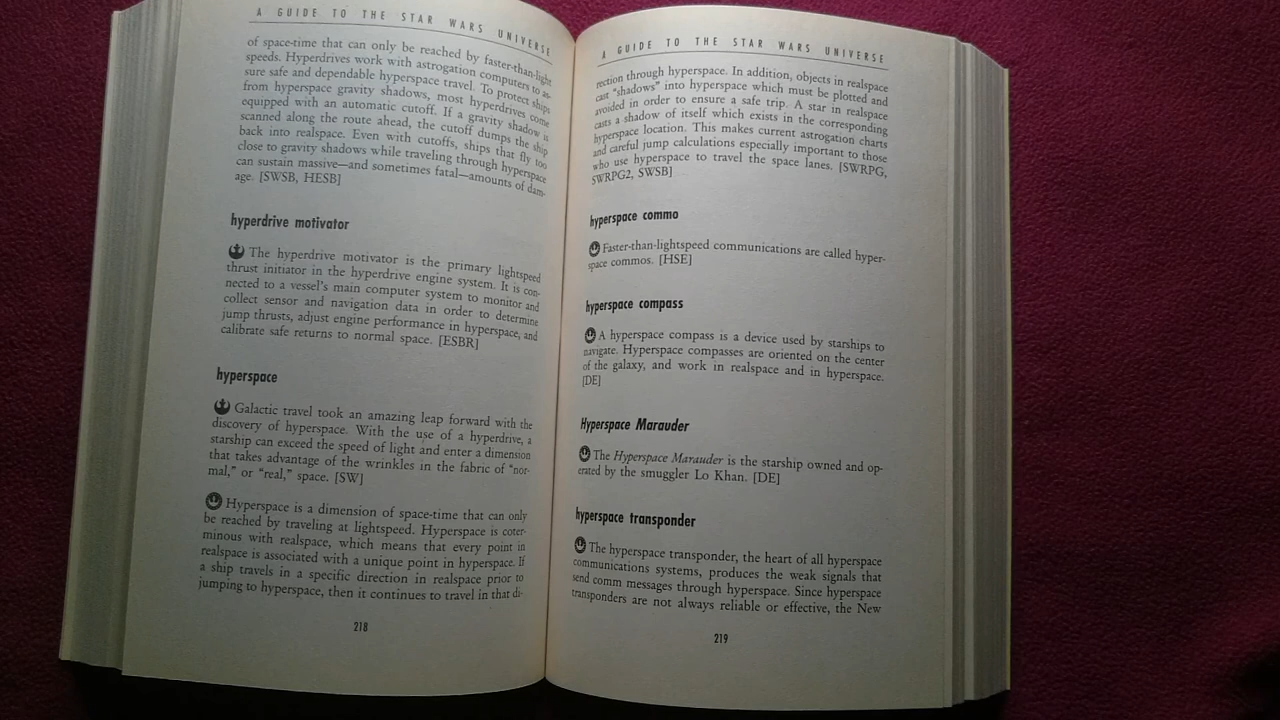 A GUIDE TO THE STAR WARS UNIVERSE
of space-time that can only be reached by faster-than-light
speeds. Hyperdrives work with astrogation computers to as-
sure safe and dependable hyperspace travel. To protect ships
from hyperspace gravity shadows, most hyperdrives come
equipped with an automatic cutoff. If a gravity shadow is
scanned along the route ahead, the cutoff dumps the ship
back into realspace. Even with cutoffs, ships that fly too
close to gravity shadows while traveling through hyperspace
can sustain massive—and sometimes fatal—amounts of dam-
age. [SWSB, HESB]
hyperdrive motivator
The hyperdrive motivator is the primary lightspeed
thrust initiator in the hyperdrive engine system. It is con-
nected to a vessel's main computer system to monitor and
collect sensor and navigation data in order to determine
jump thrusts, adjust engine performance in hyperspace, and
calibrate safe returns to normal space. [ESBR]
hyperspace
Galactic travel took an amazing leap forward with the
discovery of hyperspace. With the use of a hyperdrive, a
starship can exceed the speed of light and enter a dimension
that takes advantage of the wrinkles in the fabric of "nor-
mal," or "real," space. [SW]
Hyperspace is a dimension of space-time that can only
be reached by traveling at lightspeed. Hyperspace is coter-
minous with realspace, which means that every point in
realspace is associated with a unique point in hyperspace. If
a ship travels in a specific direction in realspace prior to
jumping to hyperspace, then it continues to travel in that di-
218
A GUIDE TO THE STAR WARS UNIVERSE
rection through hyperspace. In addition, objects in realspace
cast "shadows" into hyperspace which must be plotted and
avoided in order to ensure a safe trip. A star in realspace
casts a shadow of itself which exists in the corresponding
hyperspace location. This makes current astrogation charts
and careful jump calculations especially important to those
who use hyperspace to travel the space lanes. [SWRPG,
SWRPG2, SWSB]
hyperspace commo
Faster-than-lightspeed communications are called hyper-
space commos. [HSE]
hyperspace compass
A hyperspace compass is a device used by starships to
navigate. Hyperspace compasses are oriented on the center
of the galaxy, and work in realspace and in hyperspace.
[DE]
Hyperspace Marauder
The Hyperspace Marauder is the starship owned and op-
erated by the smuggler Lo Khan. [DE]
hyperspace transponder
The hyperspace transponder, the heart of all hyperspace
communications systems, produces the weak signals that
send comm messages through hyperspace. Since hyperspace
transponders are not always reliable or effective, the New
219